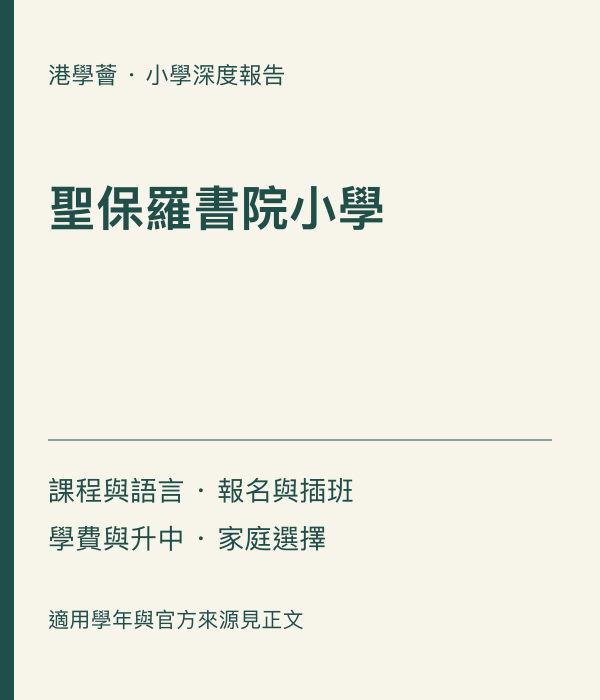 港學薈 · 小學深度報告
聖保羅書院小學
課程與語言 · 報名與插班
學費與升中 · 家庭選擇
適用學年與官方來源見正文